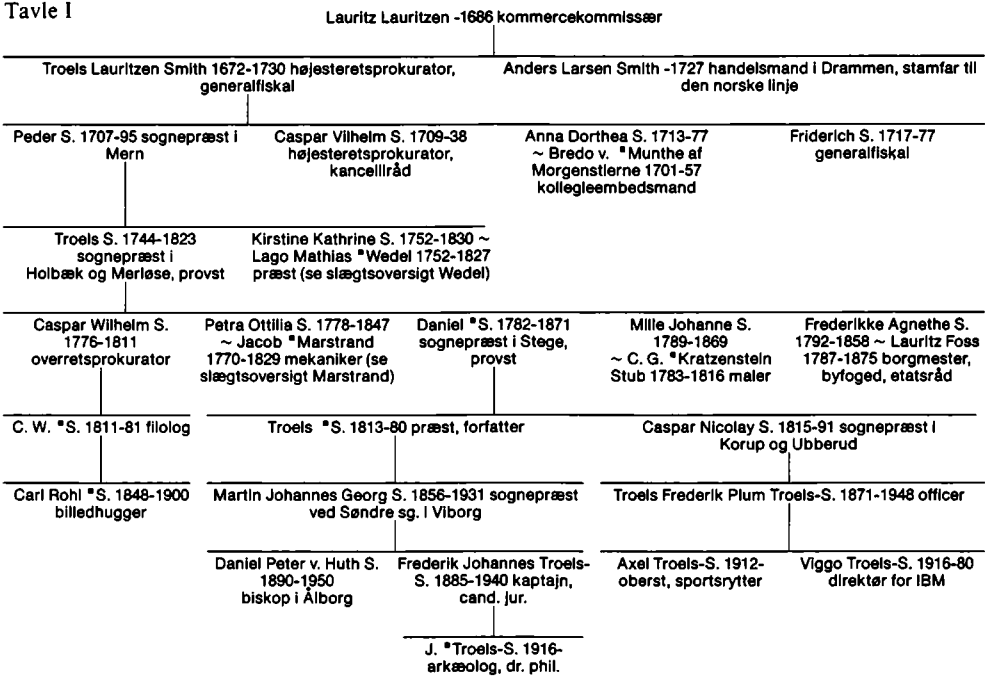 Tavle I
Lauritz Lauritzen -1686 kommercekommissær
Troels Lauritzen Smith 1672-1730 højesteretsprokurator,
generalfiskal
Anders Larsen Smith -1727 handelsmand i Drammen, stamfar til
den norske linje
Peder S. 1707-95 sognepræst i
Mern
Caspar Vilhelm S. 1709-38
højesteretsprokurator,
kancelliråd
Anna Dorthea S. 1713-77
~ Bredo v. *Munthe af
Morgenstierne 1701-57
kollegieembedsmand
Friderich S. 1717-77
generalfiskal
Troels S. 1744-1823
sognepræst i
Holbæk og Merløse, provst
Kirstine Kathrine S. 1752-1830 ~
Lago Mathias *Wedel 1752-1827
præst (se slægtsoversigt Wedel)
Caspar Wilhelm S.
1776-1811
overretsprokurator
Petra Ottilia S. 1778-1847
~ Jacob *Marstrand
1770-1829 mekaniker (se
slægtsoversigt Marstrand)
Daniel *S. 1782-1871
sognepræst i Stege,
provst
Mille Johanne S.
1789-1869
~ C. G. *Kratzenstein
Stub 1783-1816 maler
Frederikke Agnethe S.
1792-1858 ~ Lauritz Foss
1787-1875 borgmester,
byfoged, etatsråd
C. W. *S. 1811-81 filolog
Troels *S. 1813-80 præst, forfatter
Caspar Nicolay S. 1815-91 sognepræst i
Korup og Ubberud
Carl Rohl *S. 1848-1900
billedhugger
Martin Johannes Georg S. 1856-1931 sognepræst
ved Søndre sg. i Viborg
Troels Frederik Plum Troels-S. 1871-1948 officer
Daniel Peter v. Huth S.
1890-1950
biskop i Ålborg
Frederik Johannes Troels-
S. 1885-1940 kaptajn,
cand. jur.
Axel Troels-S. 1912-
oberst, sportsrytter
Viggo Troels-S. 1916-80
direktør for IBM
J. *Troels-S. 1916-
arkæolog, dr. phil.